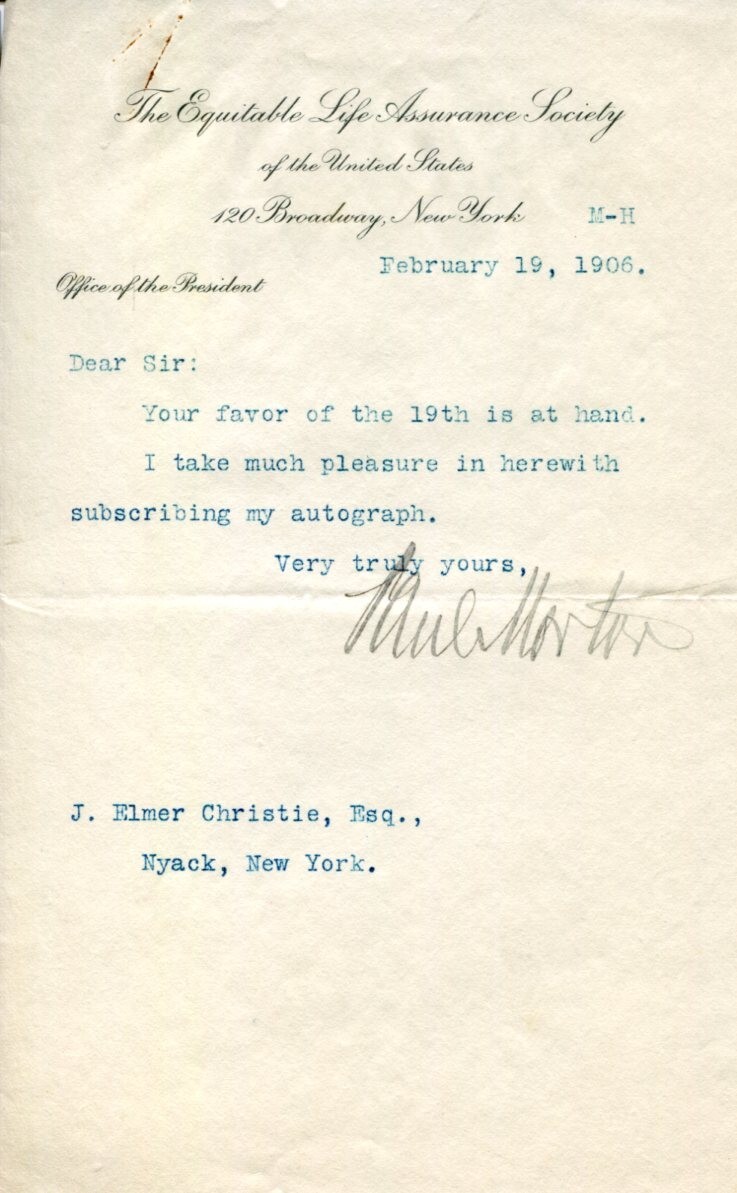 The Equitable Life Assurance Society
of the United States
120 Broadway, New York M-H
February 19, 1906.
Office of the President
Dear Sir:
Your favor of the 19th is at hand.
I take much pleasure in herewith
subscribing my autograph.
Very truly yours,
Paul Morton
J. Elmer Christie, Esq.,
Nyack, New York.